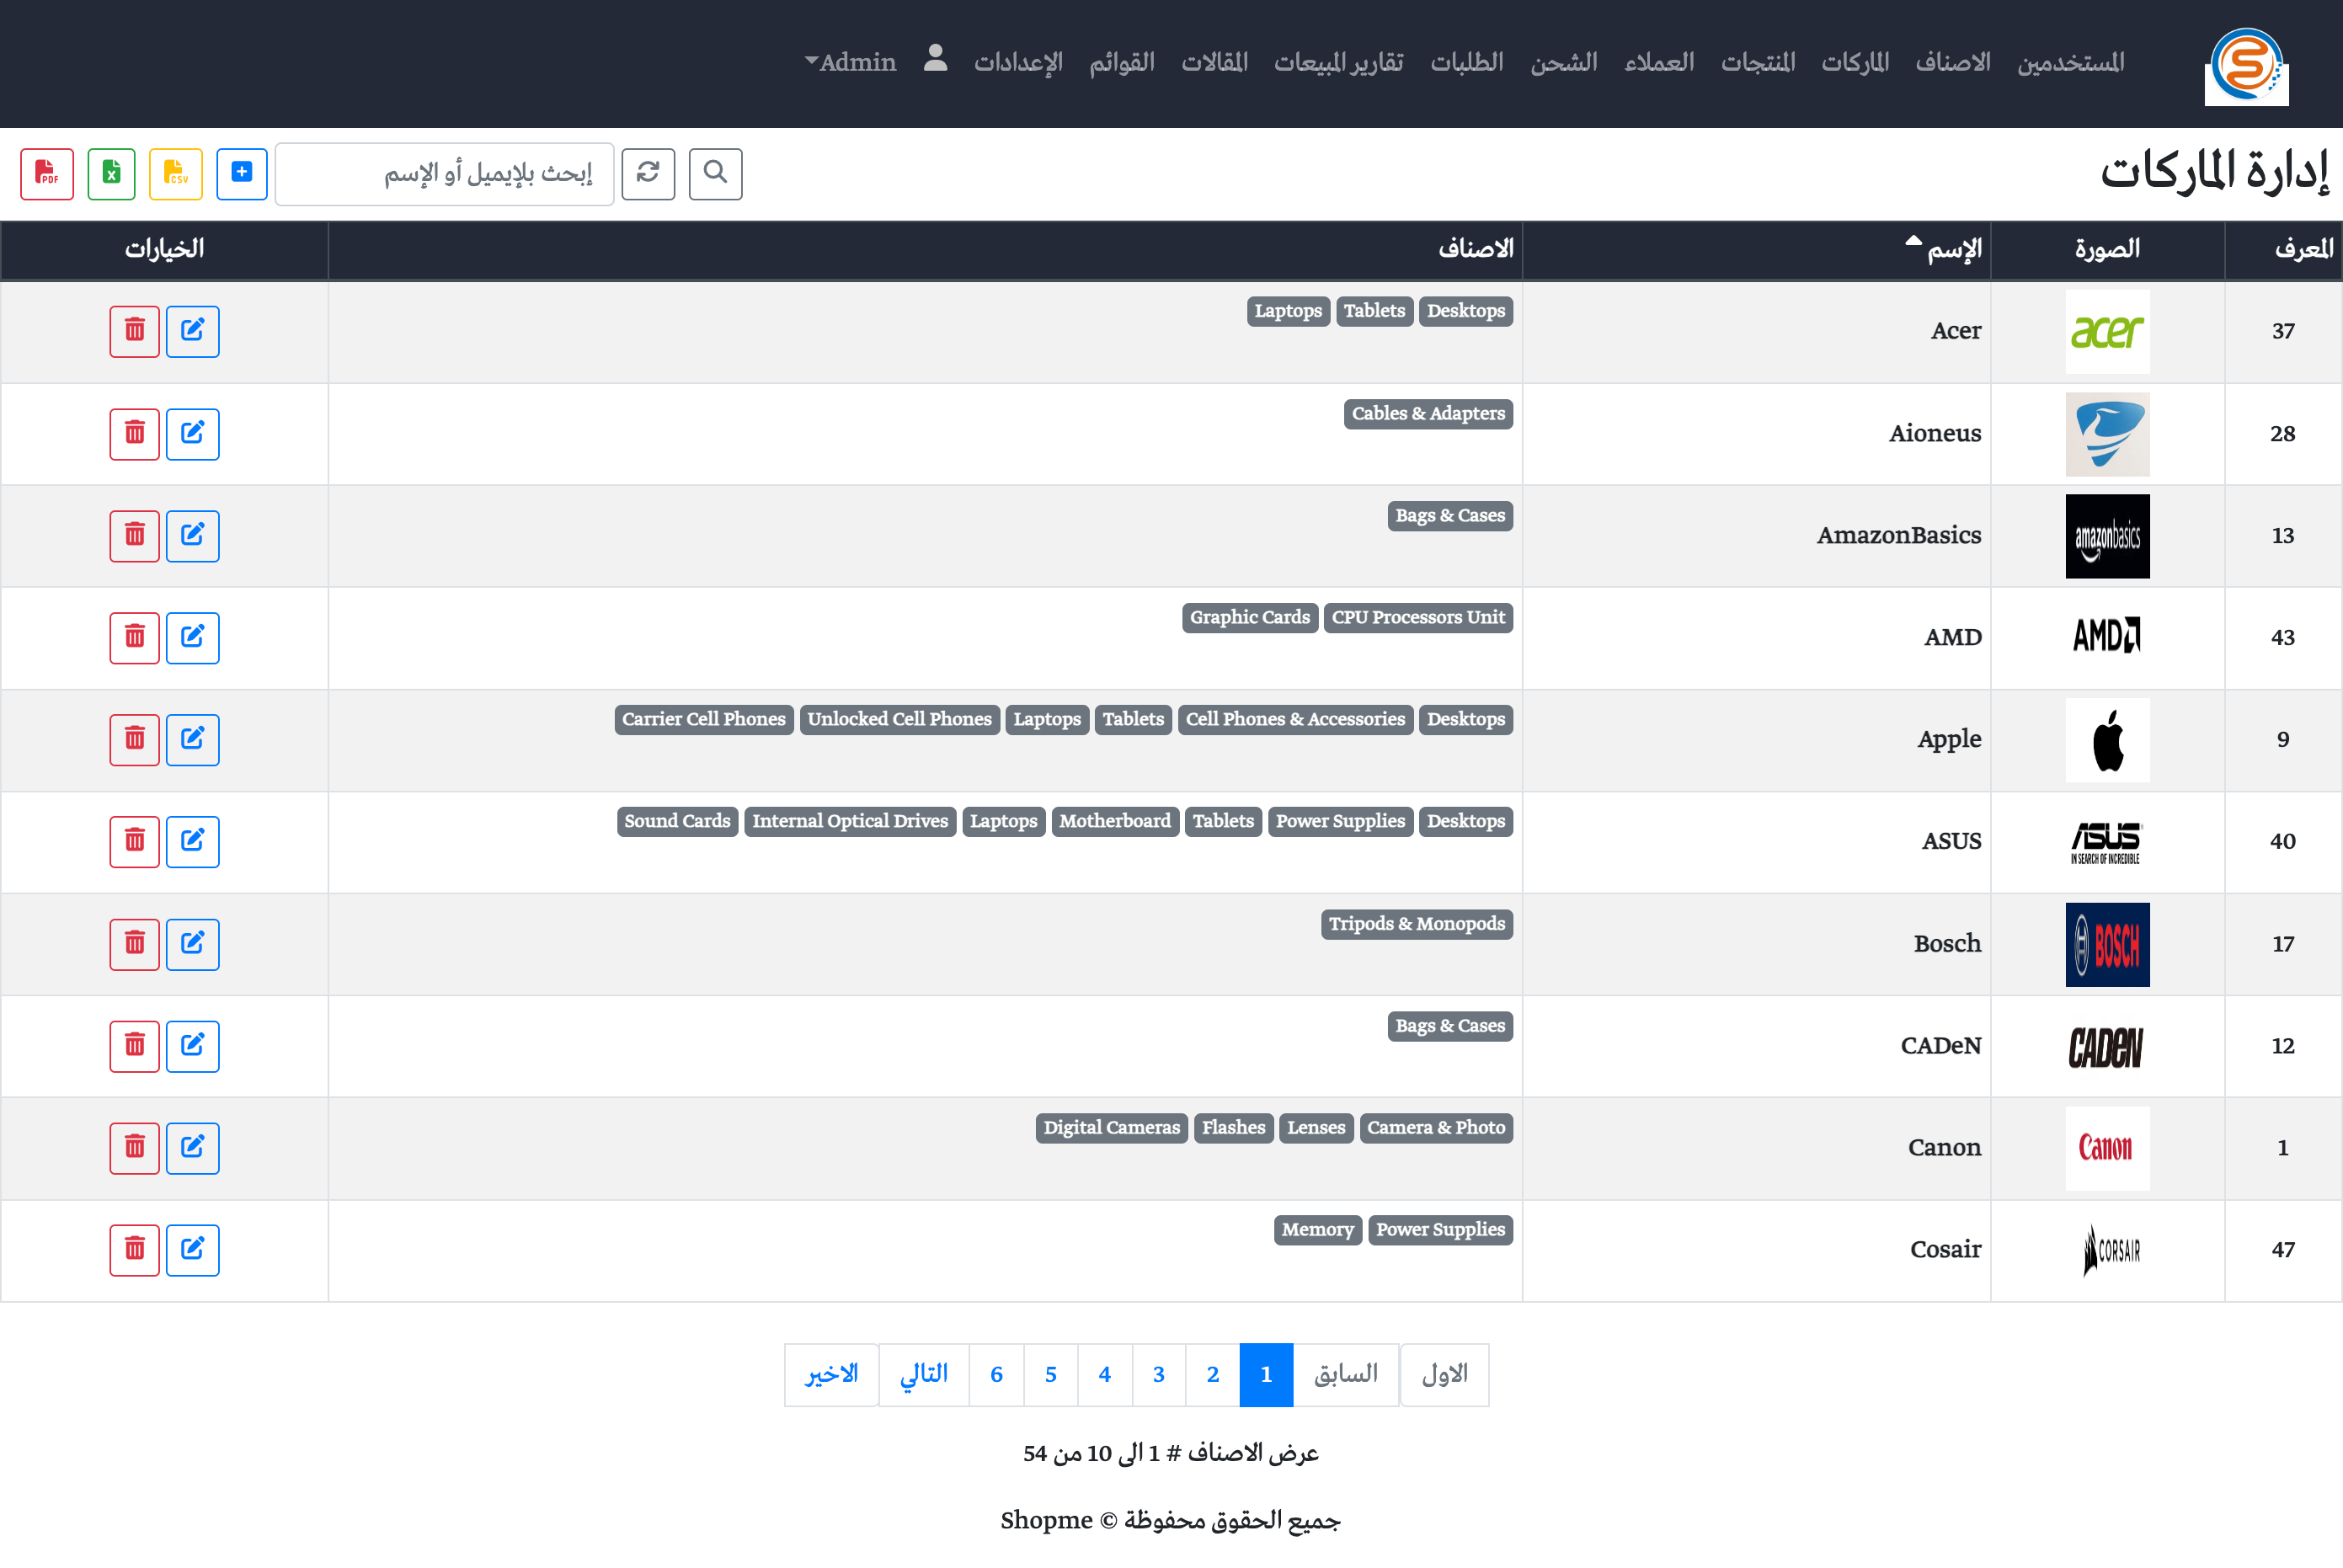 المستخدمين الاصناف الماركات المنتجات العملاء الشحن الطلبات تقارير المبيعات المقالات القوائم الإعدادات Admin
إدارة الماركات
إبحث بلإيميل أو الإسم
CSV
PDF
المعرف الصورة الإسم الاصناف الخيارات
37 acer Acer Desktops Tablets Laptops
28 Aioneus Cables & Adapters
13 amazonbasics AmazonBasics Bags & Cases
43 AMD AMD CPU Processors Unit Graphic Cards
9 Apple Desktops Cell Phones & Accessories Tablets Laptops Unlocked Cell Phones Carrier Cell Phones
40 ASUS IN SEARCH OF INCREDIBLE ASUS Desktops Power Supplies Tablets Motherboard Laptops Internal Optical Drives Sound Cards
17 BOSCH Bosch Tripods & Monopods
12 CADEN CADeN Bags & Cases
1 Canon Canon Camera & Photo Lenses Flashes Digital Cameras
47 CORSAIR Cosair Power Supplies Memory
الاول السابق 1 2 3 4 5 6 التالي الاخير
عرض الاصناف # 1 الى 10 من 54
جميع الحقوق محفوظة © Shopme